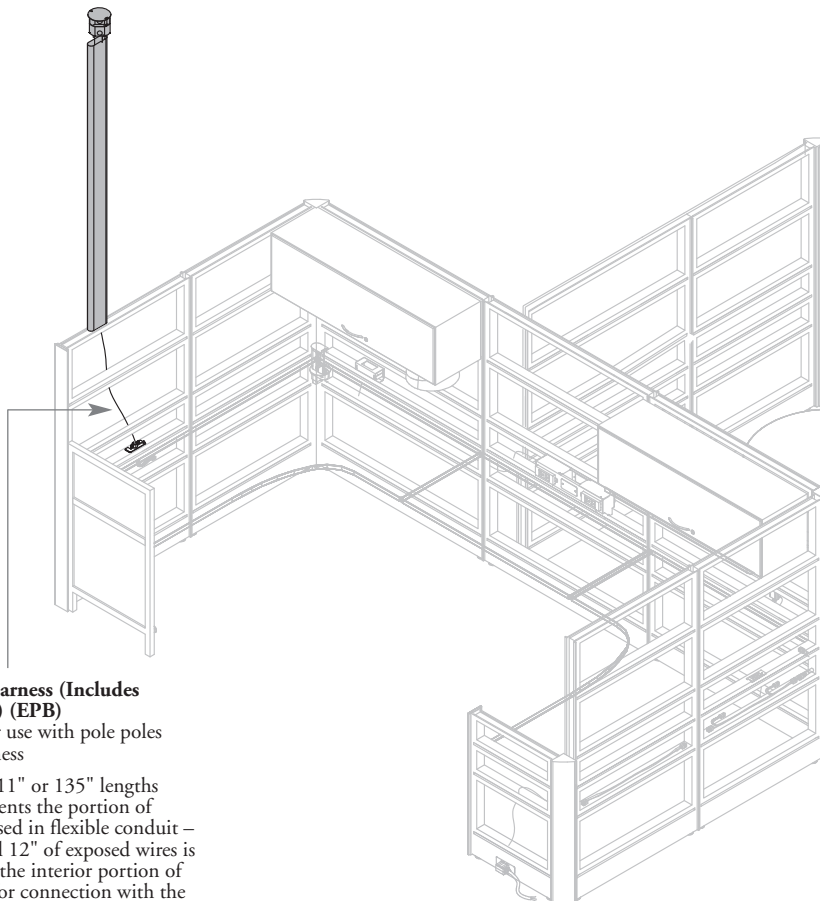 arness (Includes
) (EPB)
use with pole poles
ess
11" or 135" lengths
ents the portion of
sed in flexible conduit –
12" of exposed wires is
the interior portion of
or connection with the